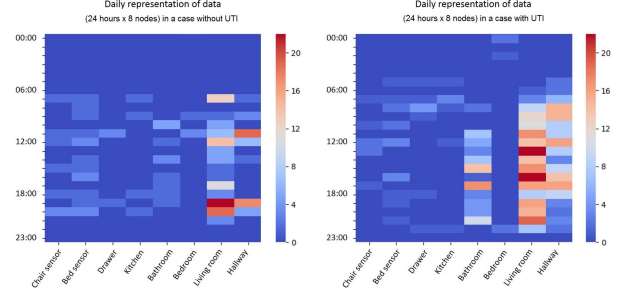 Daily representation of data
(24 hours x 8 nodes) in a case without UTI
00:00
06:00
12:00
18:00
23:00
Chair sensor
Bed sensor
Drawer
Kitchen
Bathroom
Bedroom
Living room
Hallway
20
16
12
8
4
0
Daily representation of data
(24 hours x 8 nodes) in a case with UTI
00:00
06:00
12:00
18:00
23:00
Chair sensor
Bed sensor
Drawer
Kitchen
Bathroom
Bedroom
Living room
Hallway
20
16
12
8
4
0